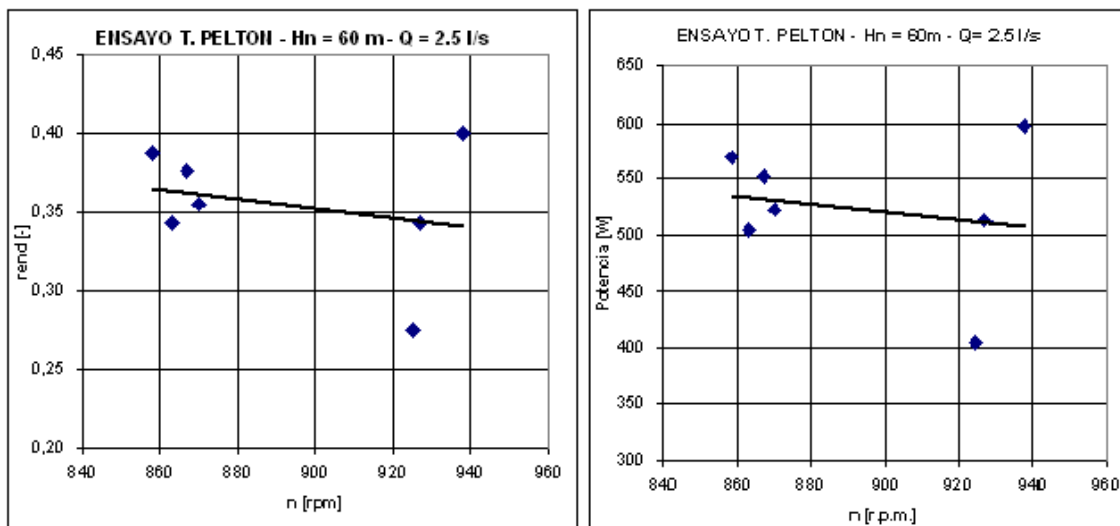 ENSAYO T. PELTON - Hn = 60 m - Q = 2.5 l/s
0,45
0,40
0,35
0,30
0,25
0,20
rend [-]
840 860 880 900 920 940 960
n [rpm]
ENSAYO T. PELTON - Hn = 60m - Q= 2.5 l/s
650
600
550
500
450
400
350
300
Potencia [W]
840 860 880 900 920 940 960
n [r.p.m.]